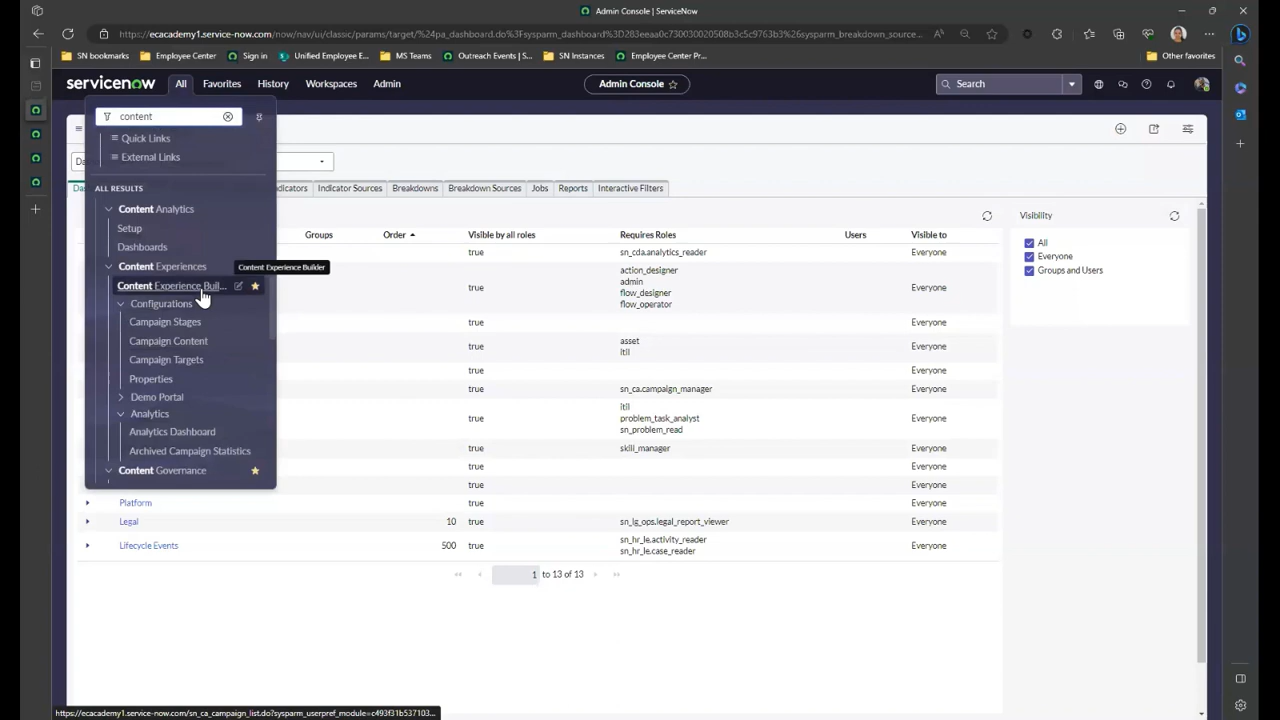 Admin Console | ServiceNow
https://ecacademy1.service-now.com/now/nav/ui/classic/params/target/%24pa_dashboard.do%3Fsysparm_dashboard%3D283eeaa0c730030020508b3c5c9763b3%26sysparm_breakdown_source...
SN bookmarks
Employee Center
Sign in
Unified Employee E...
MS Teams
Outreach Events | S...
SN Instances
Employee Center Pr...
Other favorites
servicenow
All
Favorites
History
Workspaces
Admin
Admin Console
Search
content
Quick Links
External Links
ALL RESULTS
Content Analytics
Setup
Dashboards
Content Experiences
Content Experience Builder
Content Experience Buil...
Configurations
Campaign Stages
Campaign Content
Campaign Targets
Properties
Demo Portal
Analytics
Analytics Dashboard
Archived Campaign Statistics
Content Governance
Indicator Sources
Breakdowns
Breakdown Sources
Jobs
Reports
Interactive Filters
Groups
Order
Visible by all roles
Requires Roles
Users
Visible to
true
sn_cda.analytics_reader
Everyone
true
action_designer
admin
flow_designer
flow_operator
Everyone
true
Everyone
true
asset
itil
Everyone
true
Everyone
true
sn_ca.campaign_manager
Everyone
true
itil
problem_task_analyst
sn_problem_read
Everyone
true
skill_manager
Everyone
true
Everyone
true
Everyone
Platform
true
Everyone
Legal
10
true
sn_lg_ops.legal_report_viewer
Everyone
Lifecycle Events
500
true
sn_hr_le.activity_reader
sn_hr_le.case_reader
Everyone
1 to 13 of 13
Visibility
All
Everyone
Groups and Users
https://ecacademy1.service-now.com/sn_ca_campaign_list.do?sysparm_userpref_module=c493f31b537103...